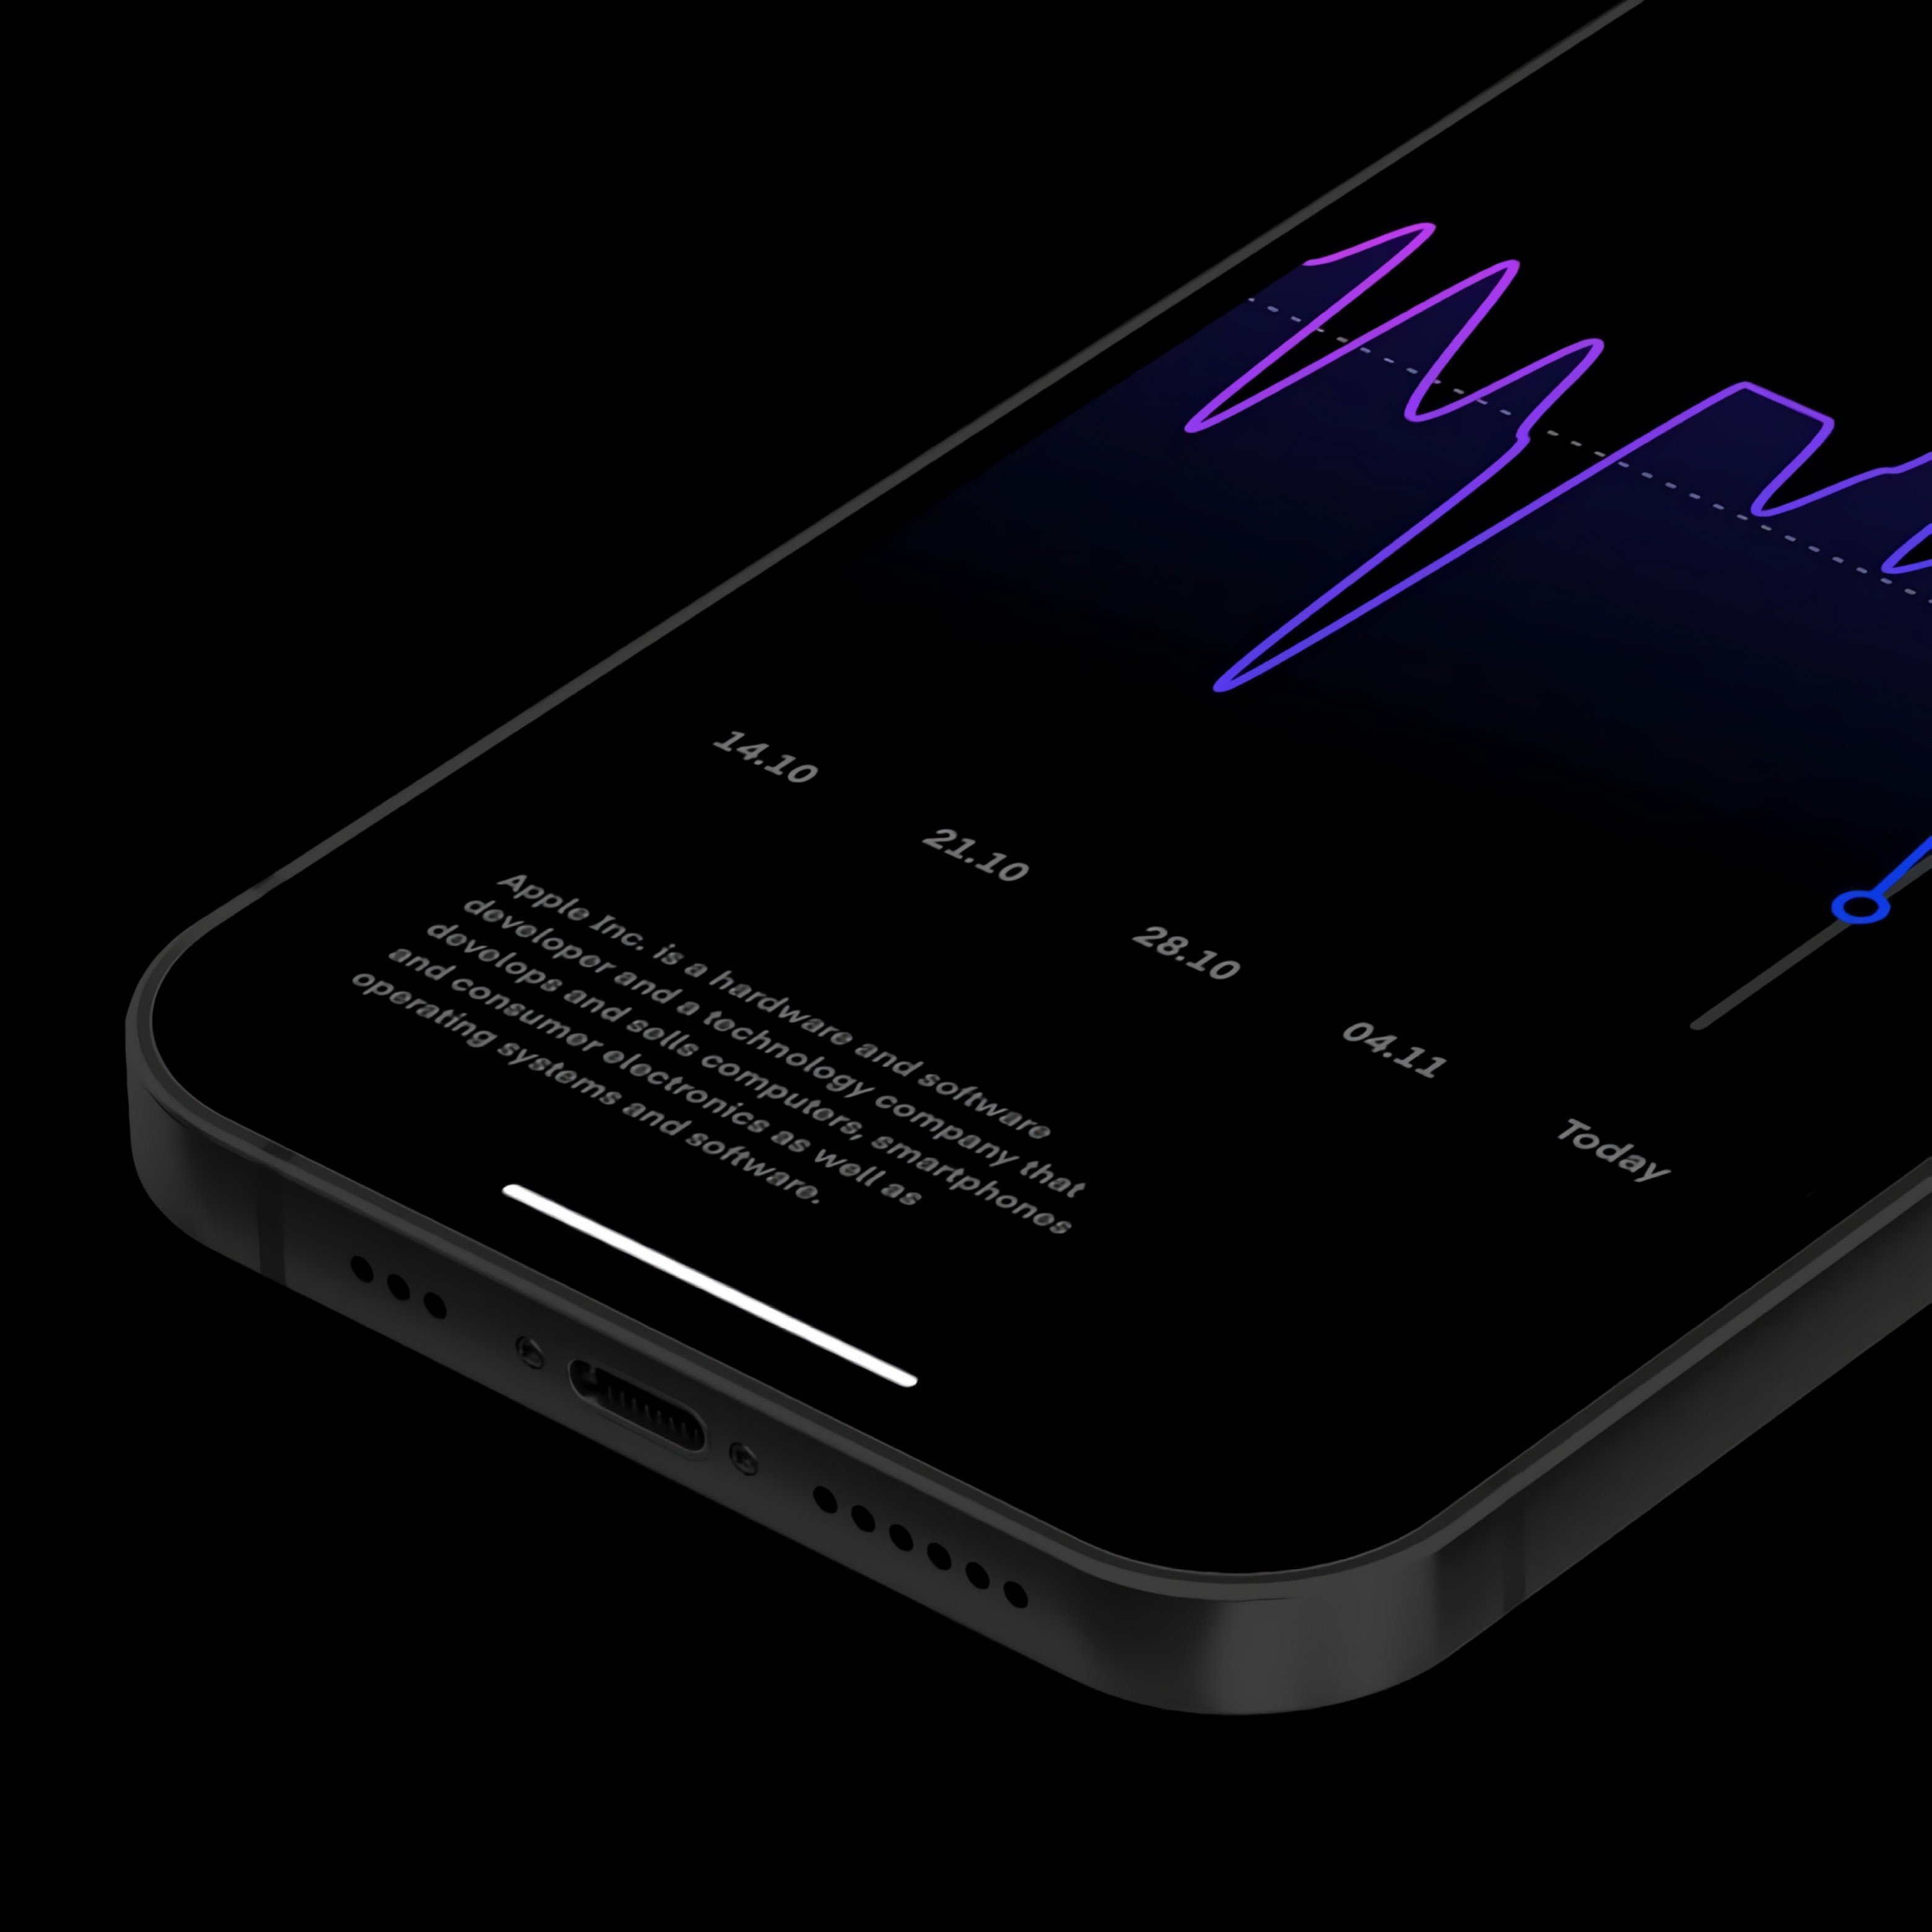 14.10
21.10
28.10
04.11
Today
Apple Inc. is a hardware and software
developer and a technology company that
develops and sells computers, smartphones
and consumer electronics as well as
operating systems and software.